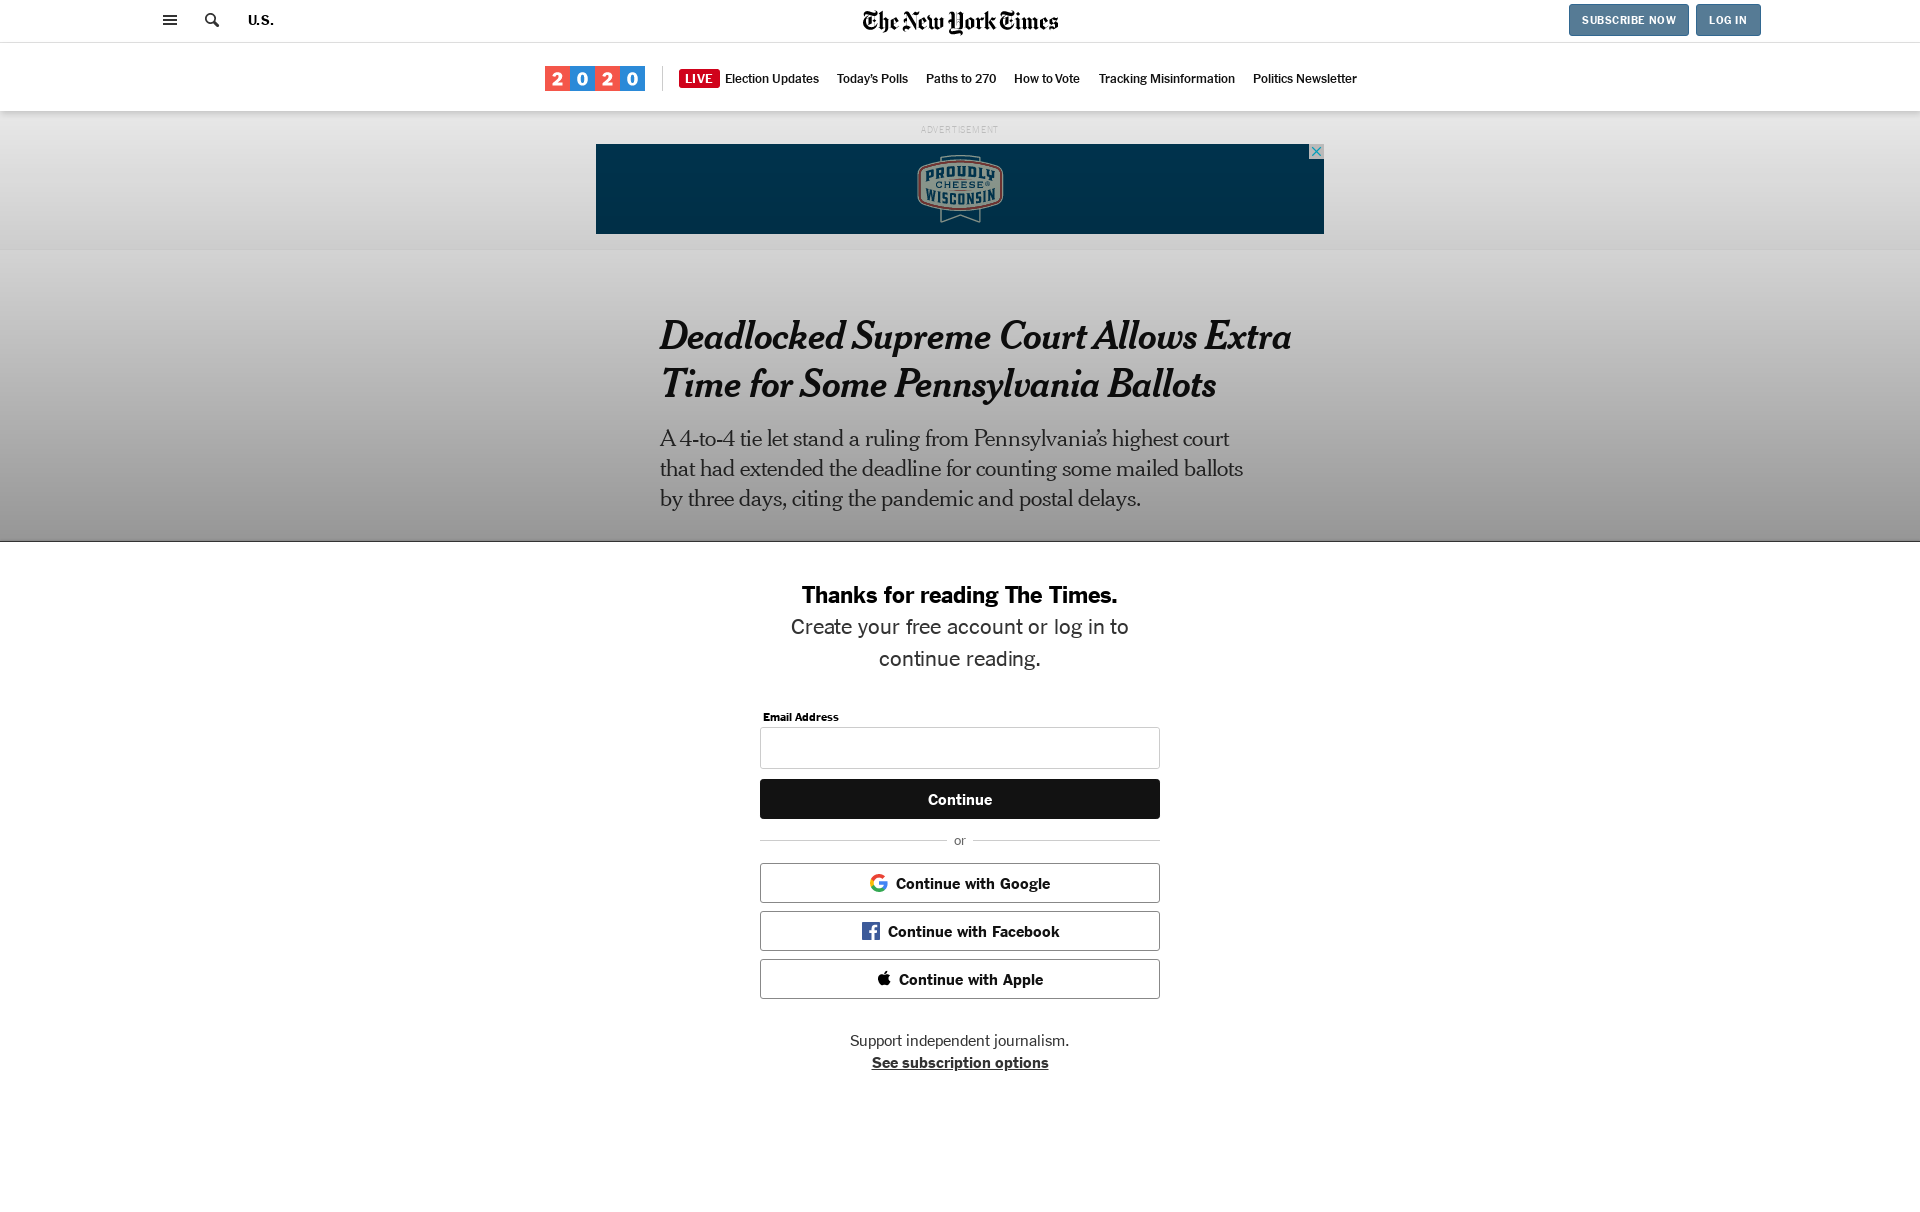 U.S.
The New York Times
SUBSCRIBE NOW
LOG IN
2020
LIVE Election Updates
Today's Polls
Paths to 270
How to Vote
Tracking Misinformation
Politics Newsletter
ADVERTISEMENT
PROUDLY
CHEESE®
WISCONSIN
Deadlocked Supreme Court Allows Extra
Time for Some Pennsylvania Ballots
A 4-to-4 tie let stand a ruling from Pennsylvania’s highest court
that had extended the deadline for counting some mailed ballots
by three days, citing the pandemic and postal delays.
Thanks for reading The Times.
Create your free account or log in to
continue reading.
Email Address
Continue
or
Continue with Google
Continue with Facebook
Continue with Apple
Support independent journalism.
See subscription options